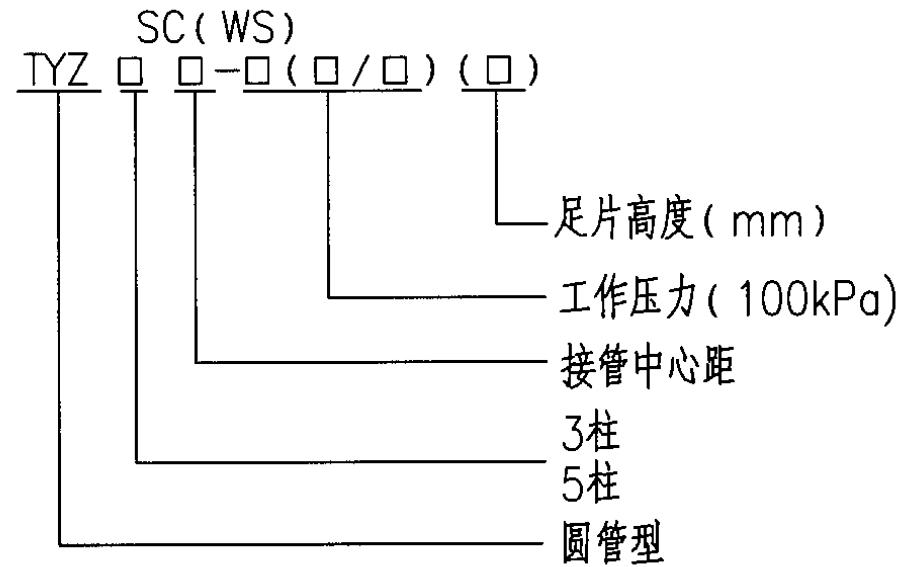 SC(WS)
TYZ □ □-□(□/□)(□)
足片高度(mm)
工作压力(100kPa)
接管中心距
3柱
5柱
圆管型